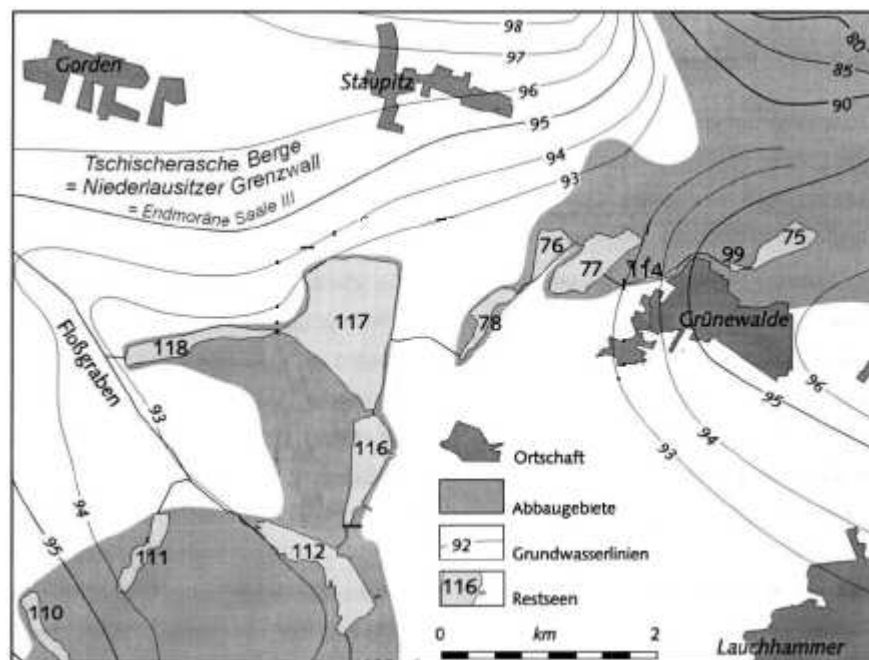 98
97
96
95
94
93
80
85
90
Gorden
Staupitz
Tschischerasche Berge
= Niederlausitzer Grenzwall
= Endmoräne Saale III
76
77
114
99
75
78
Grünewalde
117
118
Floßgraben
93
96
95
94
93
116
94
95
111
112
110
Ortschaft
Abbaugebiete
92
Grundwasserlinien
116
Restseen
0
km
2
Lauchhammer